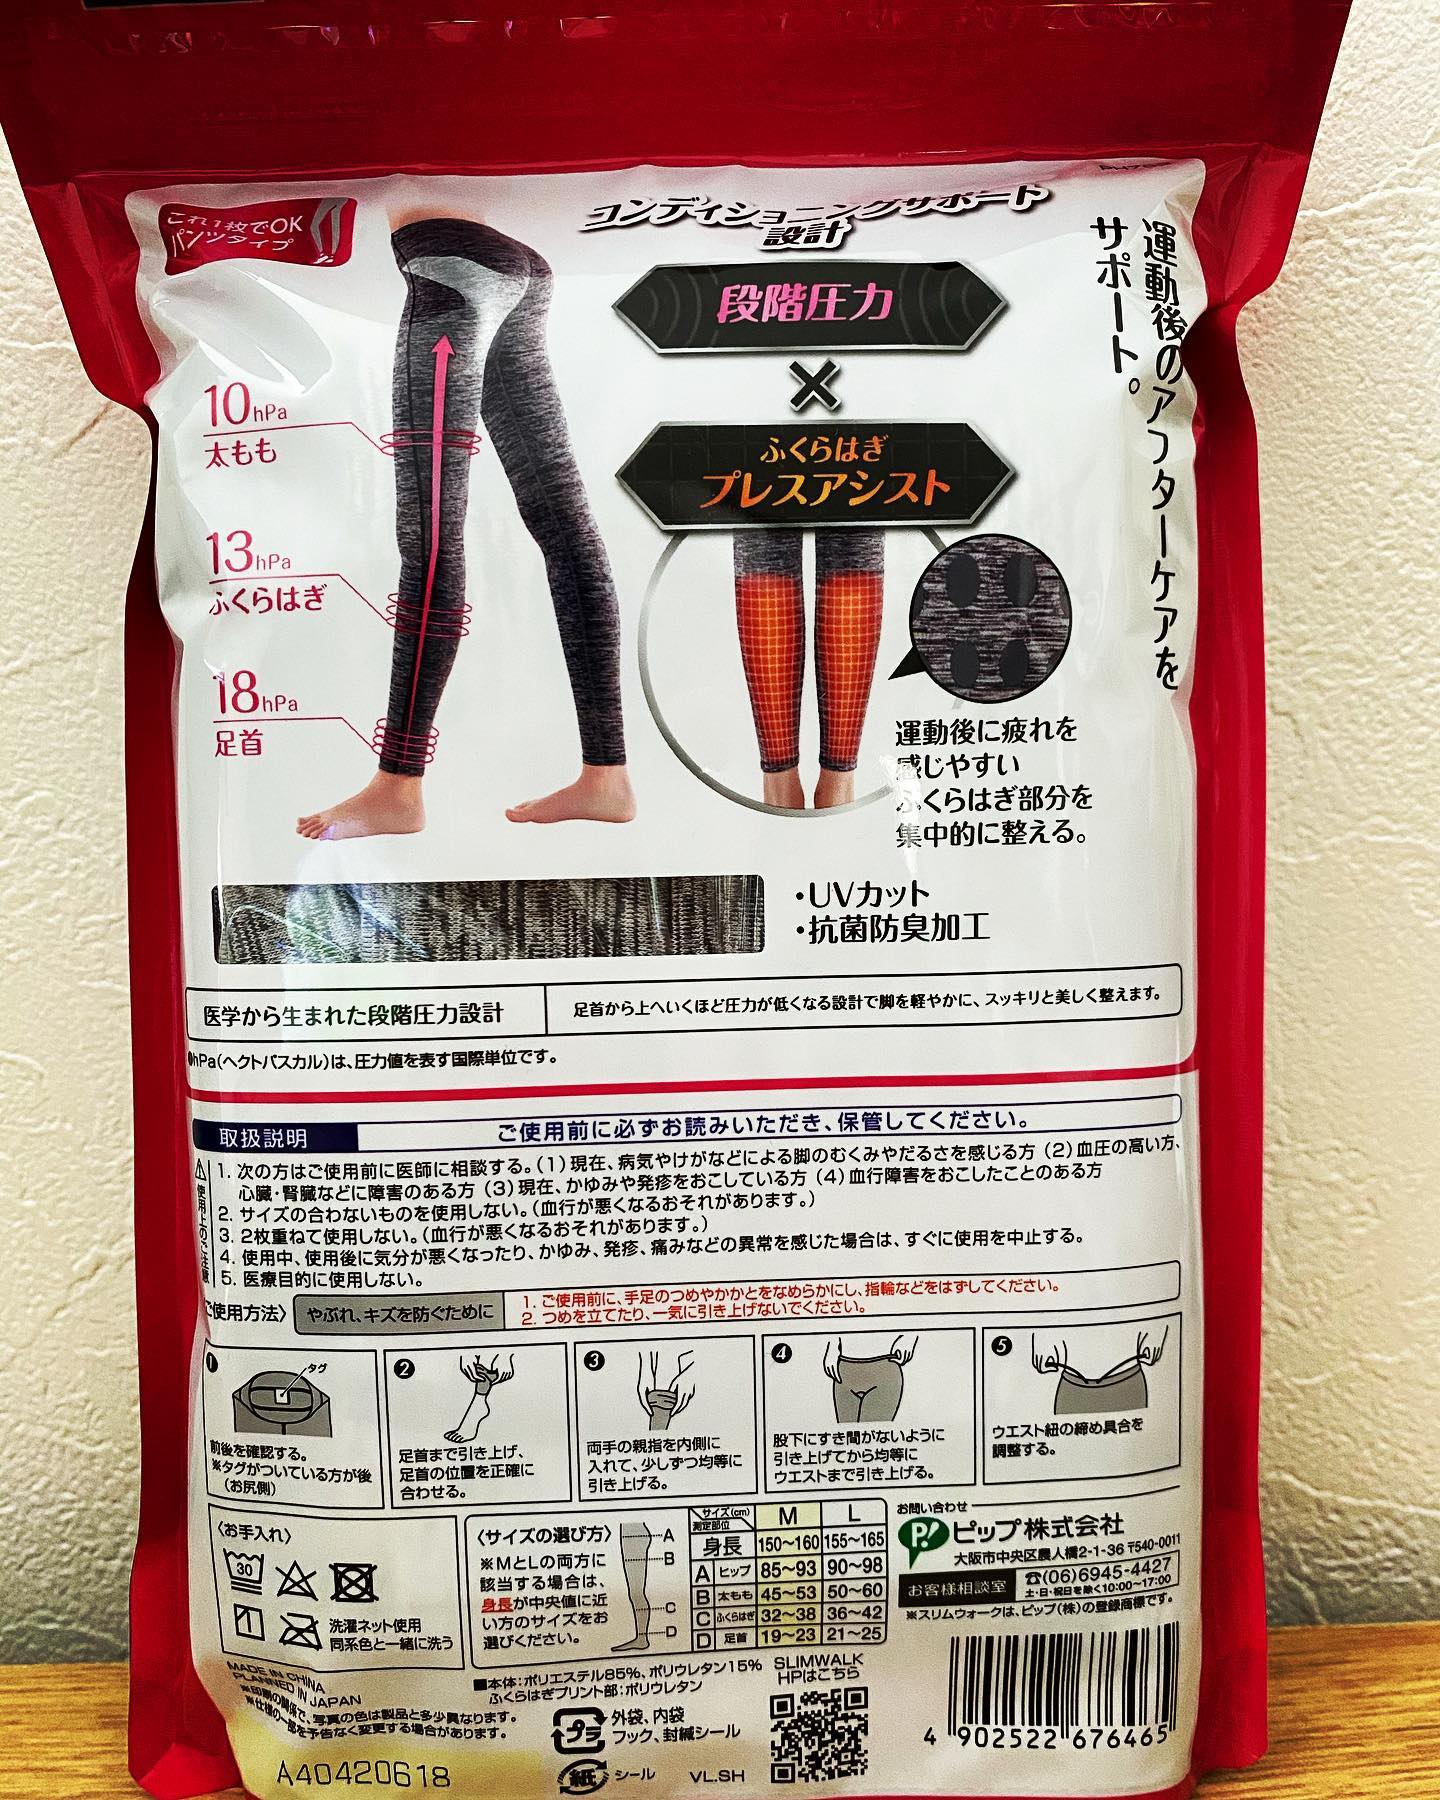 これ1枚でOK
パンツタイプ
コンディショニングサポート
設計
段階圧力
×
ふくらはぎ
プレスアシスト
運動後のアフターケアを
サポート。
10hPa
太もも
13hPa
ふくらはぎ
18hPa
足首
運動後に疲れを
感じやすい
ふくらはぎ部分を
集中的に整える。
・UVカット
・抗菌防臭加工
医学から生まれた段階圧力設計
足首から上へいくほど圧力が低くなる設計で脚を軽やかに、スッキリと美しく整えます。
●hPa(ヘクトパスカル)は、圧力値を表す国際単位です。
取扱説明
ご使用前に必ずお読みいただき、保管してください。
⚠使用上のご注意
1. 次の方はご使用前に医師に相談する。(1)現在、病気やけがなどによる脚のむくみやだるさを感じる方 (2)血圧の高い方、
心臓・腎臓などに障害のある方 (3)現在、かゆみや発疹をおこしている方 (4)血行障害をおこしたことのある方
2. サイズの合わないものを使用しない。(血行が悪くなるおそれがあります。)
3. 2枚重ねて使用しない。(血行が悪くなるおそれがあります。)
4. 使用中、使用後に気分が悪くなったり、かゆみ、発疹、痛みなどの異常を感じた場合は、すぐに使用を中止する。
5. 医療目的に使用しない。
ご使用方法〉
やぶれ、キズを防ぐために
1. ご使用前に、手足のつめやかかとをなめらかにし、指輪などをはずしてください。
2. つめを立てたり、一気に引き上げないでください。
❶
タグ
前後を確認する。
※タグがついている方が後
(お尻側)
❷
足首まで引き上げ、
足首の位置を正確に
合わせる。
❸
両手の親指を内側に
入れて、少しずつ均等に
引き上げる。
❹
股下にすき間がないように
引き上げてから均等に
ウエストまで引き上げる。
❺
ウエスト紐の締め具合を
調整する。
〈お手入れ〉
30
洗濯ネット使用
同系色と一緒に洗う
〈サイズの選び方〉
※MとLの両方に
該当する場合は、
身長が中央値に近
い方のサイズをお
選びください。
A
B
C
D
サイズ(cm) 測定部位 M L
身長 150〜160 155〜165
A ヒップ 85〜93 90〜98
B 太もも 45〜53 50〜60
C ふくらはぎ 32〜38 36〜42
D 足首 19〜23 21〜25
お問い合わせ
P!
ピップ株式会社
大阪市中央区農人橋2-1-36 〒540-0011
お客様相談室
☎(06)6945-4427
土・日・祝日を除く10:00〜17:00
※スリムウォークは、ピップ(株)の登録商標です。
MADE IN CHINA
PLANNED IN JAPAN
※印刷の関係で、写真の色は製品と多少異なります。
※仕様の一部を予告なく変更する場合があります。
A40420618
■本体:ポリエステル85%、ポリウレタン15%
ふくらはぎプリント部:ポリウレタン
プラ
外袋、内袋
フック、封緘シール
紙
シール
VL.SH
SLIMWALK
HPはこちら
4 902522 676465